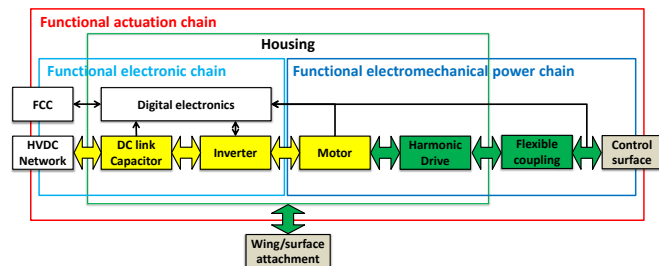 Functional actuation chain
Housing
Functional electronic chain
Functional electromechanical power chain
FCC
Digital electronics
HVDC
Network
DC link
Capacitor
Inverter
Motor
Harmonic
Drive
Flexible
coupling
Control
surface
Wing/surface
attachment